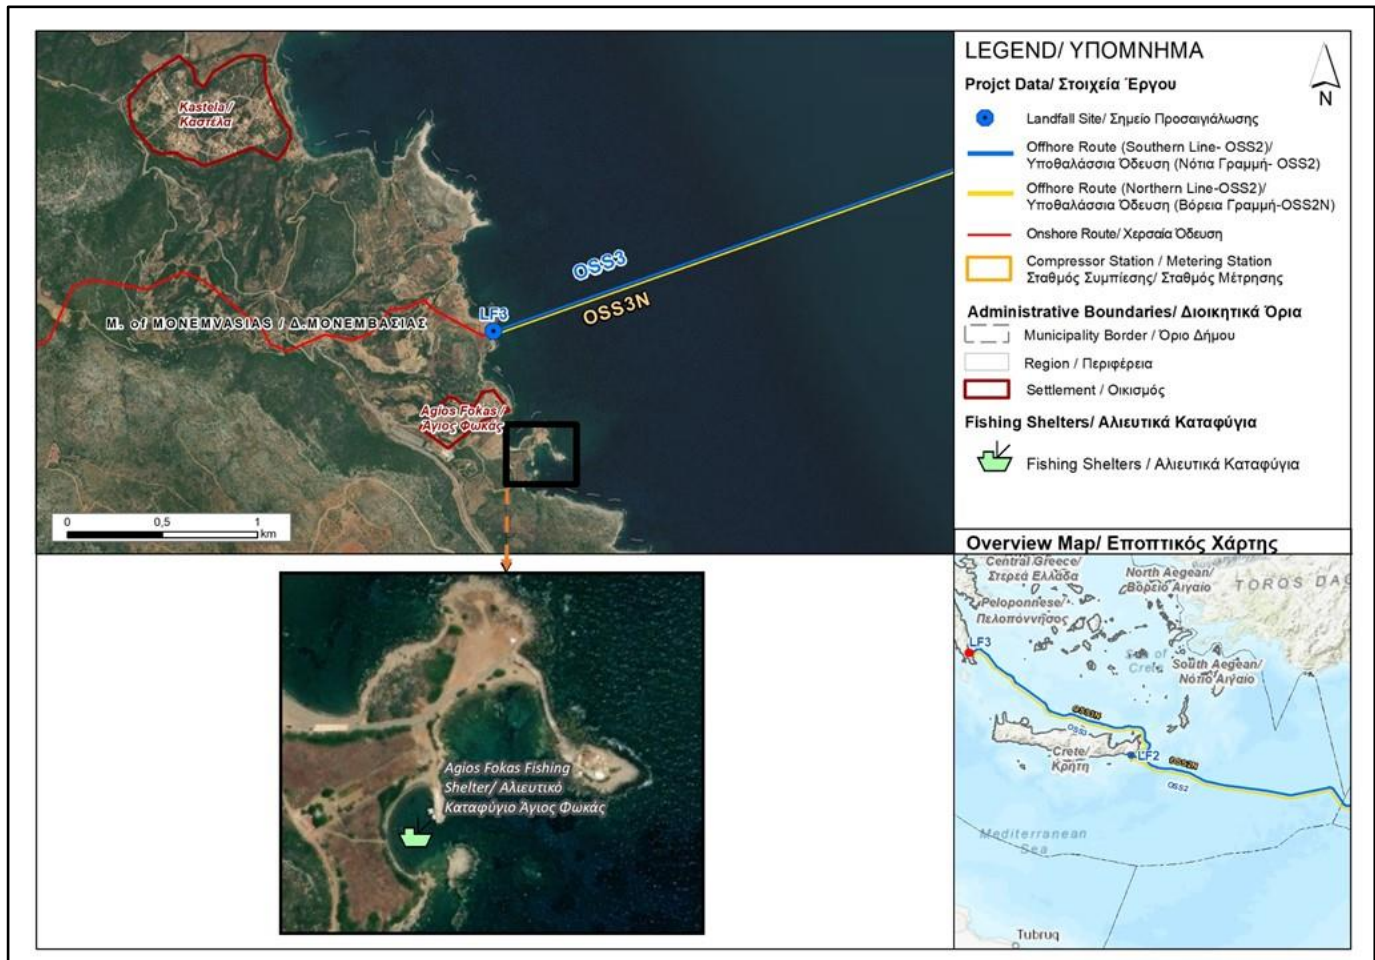 Kastela /
Καστέλα
OSS3
OSS3N
LF3
M. of MONEMVASIAS / Δ.ΜΟΝΕΜΒΑΣΙΑΣ
Agios Fokas /
Άγιος Φωκάς
0 0,5 1
km
Agios Fokas Fishing
Shelter/ Αλιευτικό
Καταφύγιο Άγιος Φωκάς
LEGEND/ ΥΠΟΜΝΗΜΑ
N
Projct Data/ Στοιχεία Έργου
Landfall Site/ Σημείο Προσαιγιάλωσης
Offhore Route (Southern Line- OSS2)/
Υποθαλάσσια Όδευση (Νότια Γραμμή- OSS2)
Offhore Route (Northern Line-OSS2)/
Υποθαλάσσια Όδευση (Βόρεια Γραμμή-OSS2N)
Onshore Route/ Χερσαία Όδευση
Compressor Station / Metering Station
Σταθμός Συμπίεσης/ Σταθμός Μέτρησης
Administrative Boundaries/ Διοικητικά Όρια
Municipality Border / Όριο Δήμου
Region / Περιφέρεια
Settlement / Οικισμός
Fishing Shelters/ Αλιευτικά Καταφύγια
Fishing Shelters / Αλιευτικά Καταφύγια
Overview Map/ Εποπτικός Χάρτης
Central Greece/
Στερεά Ελλάδα
North Aegean/
Βόρειο Αιγαίο
TOROS DAG
Peloponnese/
Πελοπόννησος
LF3
Sea of
Crete
South Aegean/
Νότιο Αιγαίο
OSS3N
OSS3
Crete/
Κρήτη
LF2
OSS2N
OSS2
Mediterranean
Sea
Tubruq